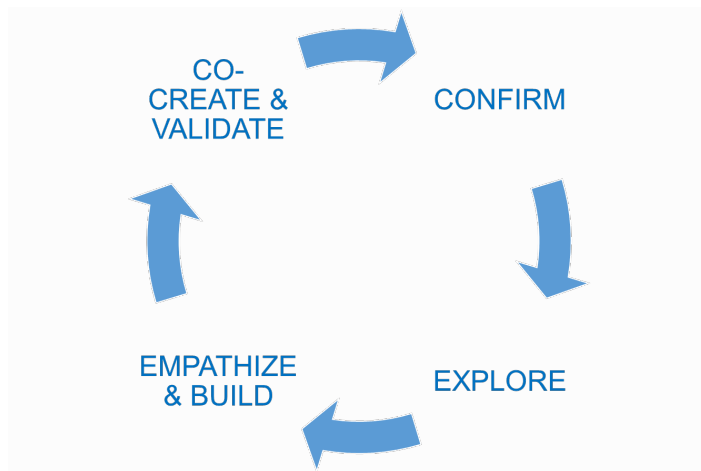 CO-
CREATE &
VALIDATE
CONFIRM
EMPATHIZE
& BUILD
EXPLORE